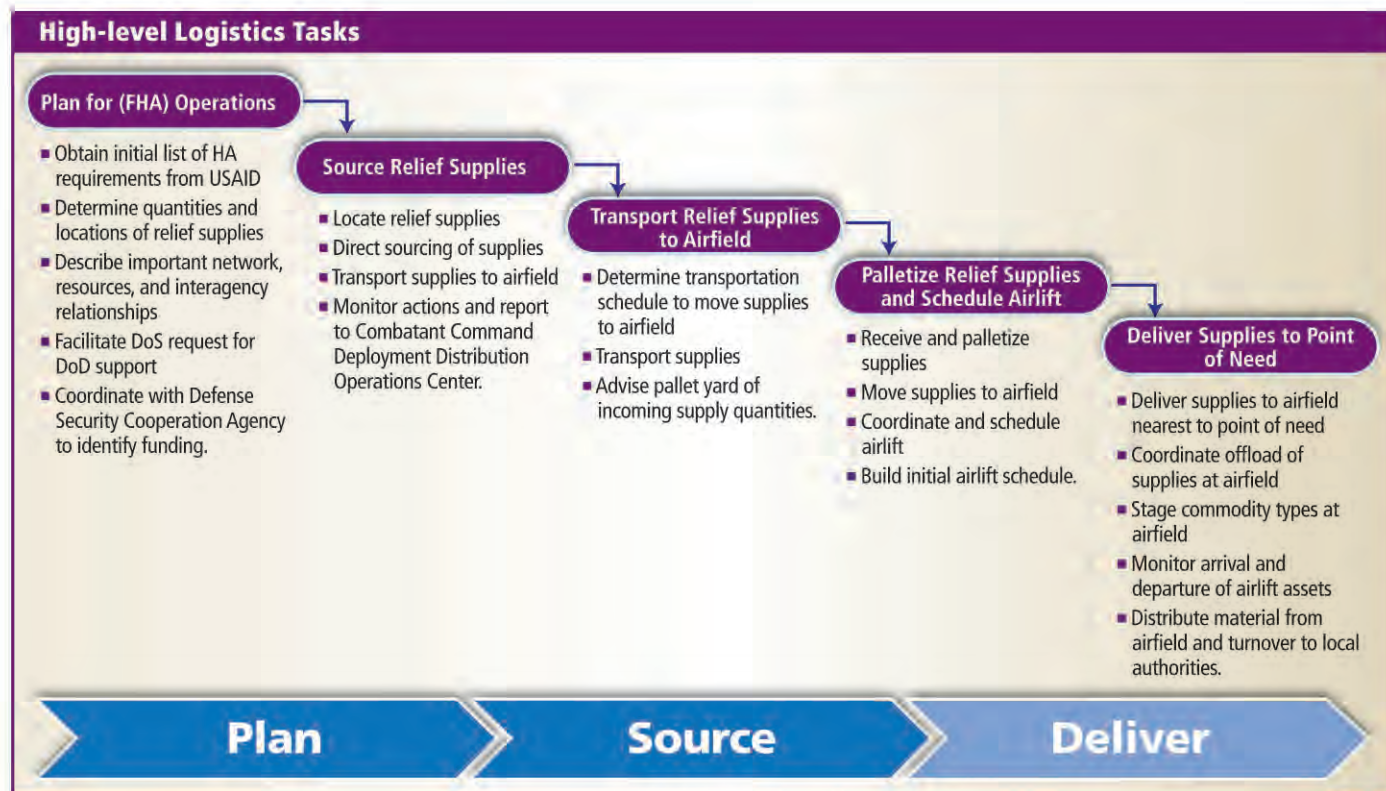 High-level Logistics Tasks
Plan for (FHA) Operations
■ Obtain initial list of HA
requirements from USAID
■ Determine quantities and
locations of relief supplies
■ Describe important network,
resources, and interagency
relationships
■ Facilitate DoS request for
DoD support
■ Coordinate with Defense
Security Cooperation Agency
to identify funding.
Source Relief Supplies
■ Locate relief supplies
■ Direct sourcing of supplies
■ Transport supplies to airfield
■ Monitor actions and report
to Combatant Command
Deployment Distribution
Operations Center.
Transport Relief Supplies
to Airfield
■ Determine transportation
schedule to move supplies
to airfield
■ Transport supplies
■ Advise pallet yard of
incoming supply quantities.
Palletize Relief Supplies
and Schedule Airlift
■ Receive and palletize
supplies
■ Move supplies to airfield
■ Coordinate and schedule
airlift
■ Build initial airlift schedule.
Deliver Supplies to Point
of Need
■ Deliver supplies to airfield
nearest to point of need
■ Coordinate offload of
supplies at airfield
■ Stage commodity types at
airfield
■ Monitor arrival and
departure of airlift assets
■ Distribute material from
airfield and turnover to local
authorities.
Plan
Source
Deliver